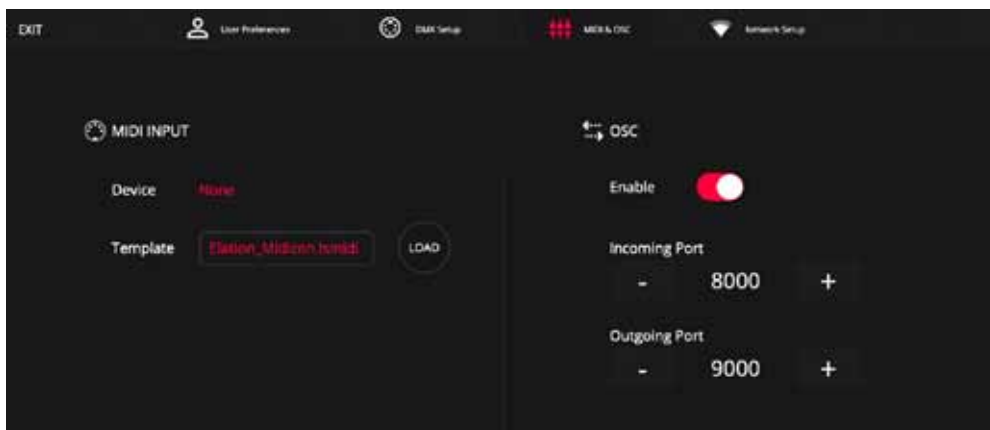 EXIT User Preferences DMX Setup MIDI & OSC Network Setup
MIDI INPUT
OSC
Device None
Enable
Template Elation_Midicon.tsmidi LOAD
Incoming Port
- 8000 +
Outgoing Port
- 9000 +